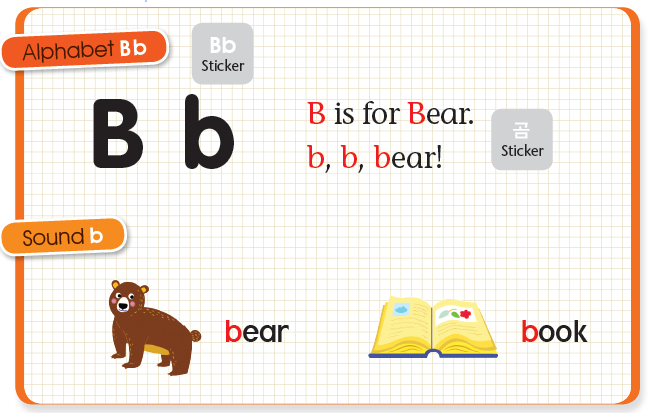 Alphabet Bb
Bb
Sticker
B b
B is for Bear.
b, b, bear!
곰
Sticker
Sound b
bear
book